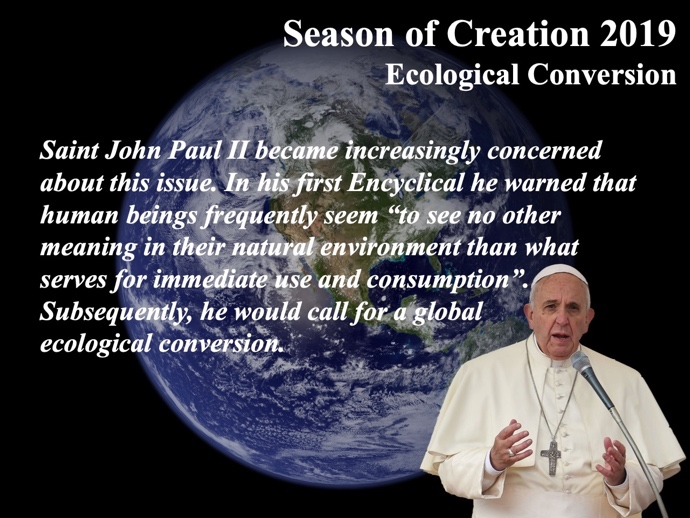 Season of Creation 2019
Ecological Conversion
Saint John Paul II became increasingly concerned
about this issue. In his first Encyclical he warned that
human beings frequently seem “to see no other
meaning in their natural environment than what
serves for immediate use and consumption”.
Subsequently, he would call for a global
ecological conversion.